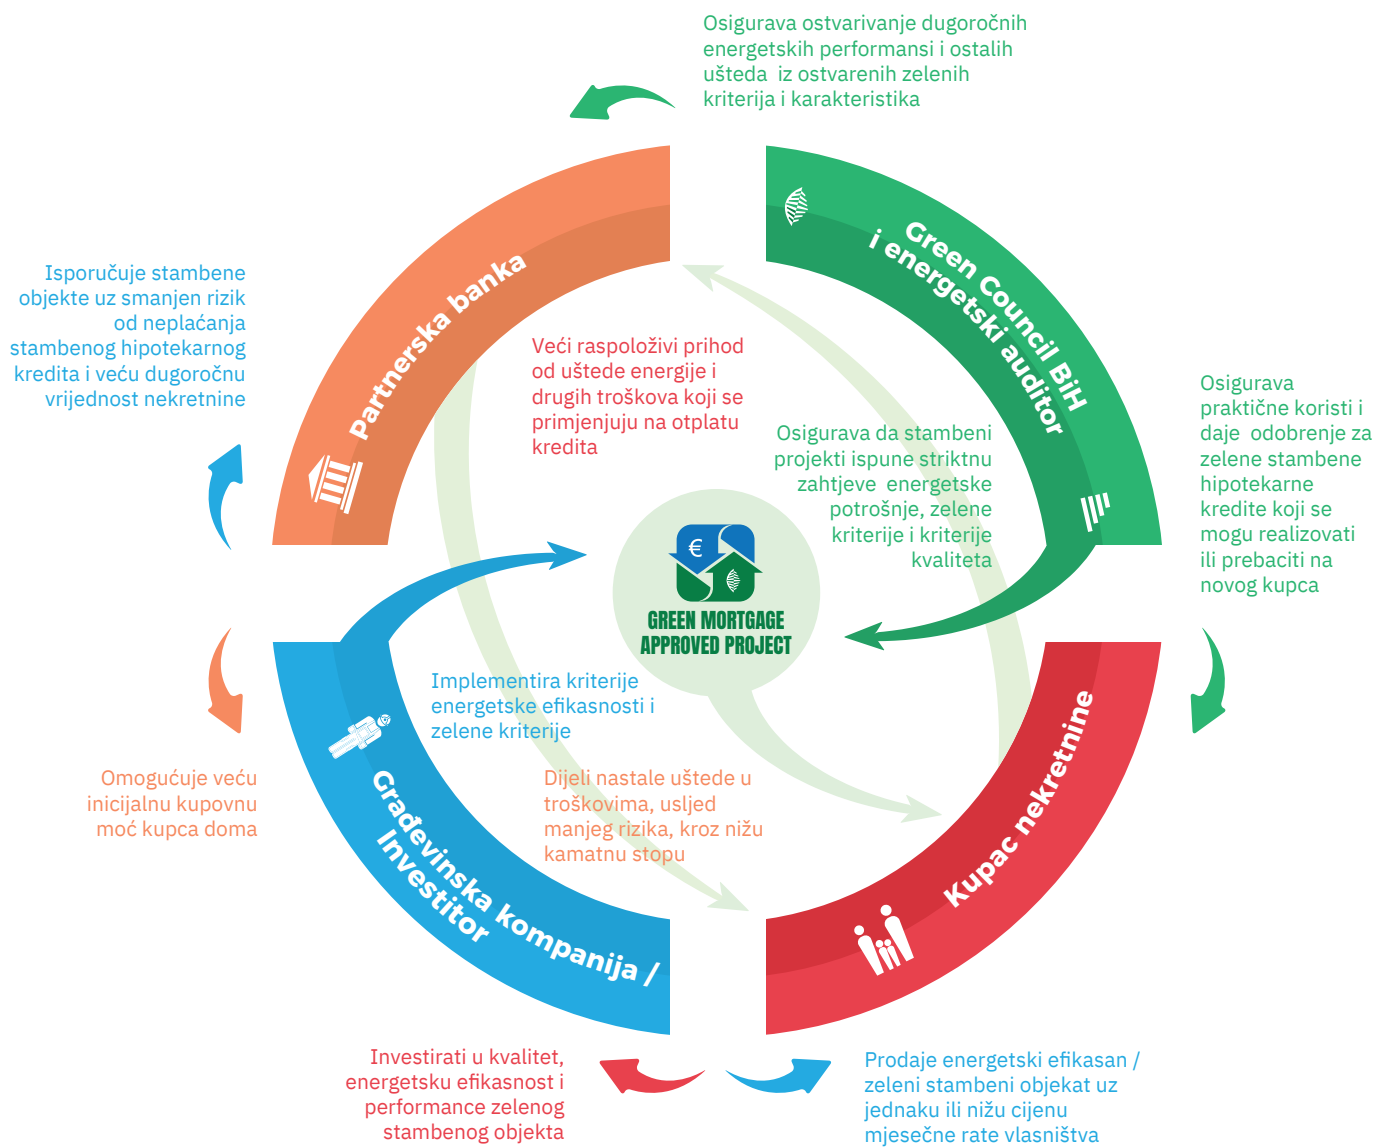 Osigurava ostvarivanje dugoročnih
energetskih performansi i ostalih
ušteda iz ostvarenih zelenih
kriterija i karakteristika
Partnerska banka
Green Council BiH
i energetski auditor
Isporučuje stambene
objekte uz smanjen rizik
od neplaćanja
stambenog hipotekarnog
kredita i veću dugoročnu
vrijednost nekretnine
Veći raspoloživi prihod
od uštede energije i
drugih troškova koji se
primjenjuju na otplatu
kredita
Osigurava da stambeni
projekti ispune striktnu
zahtjeve energetske
potrošnje, zelene
kriterije i kriterije
kvaliteta
Osigurava
praktične koristi i
daje odobrenje za
zelene stambene
hipotekarne
kredite koji se
mogu realizovati
ili prebaciti na
novog kupca
€
GREEN MORTGAGE
APPROVED PROJECT
Implementira kriterije
energetske efikasnosti i
zelene kriterije
Omogućuje veću
inicijalnu kupovnu
moć kupca doma
Dijeli nastale uštede u
troškovima, usljed
manjeg rizika, kroz nižu
kamatnu stopu
Građevinska kompanija /
Investitor
Kupac nekretnine
Investirati u kvalitet,
energetsku efikasnost i
performance zelenog
stambenog objekta
Prodaje energetski efikasan /
zeleni stambeni objekat uz
jednaku ili nižu cijenu
mjesečne rate vlasništva